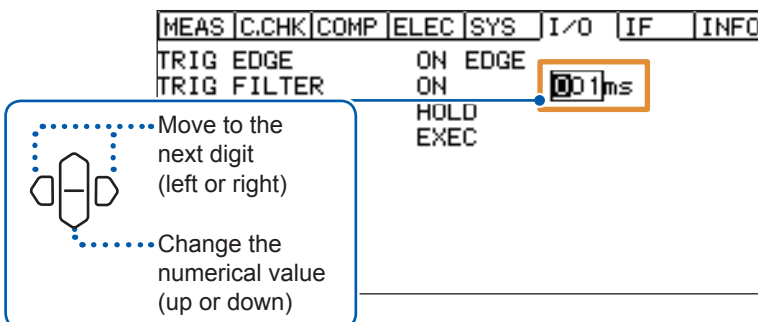 MEAS C.CHK COMP ELEC SYS I/O IF INFO
TRIG EDGE ON EDGE
TRIG FILTER ON 001ms
HOLD
EXEC
Move to the
next digit
(left or right)
Change the
numerical value
(up or down)